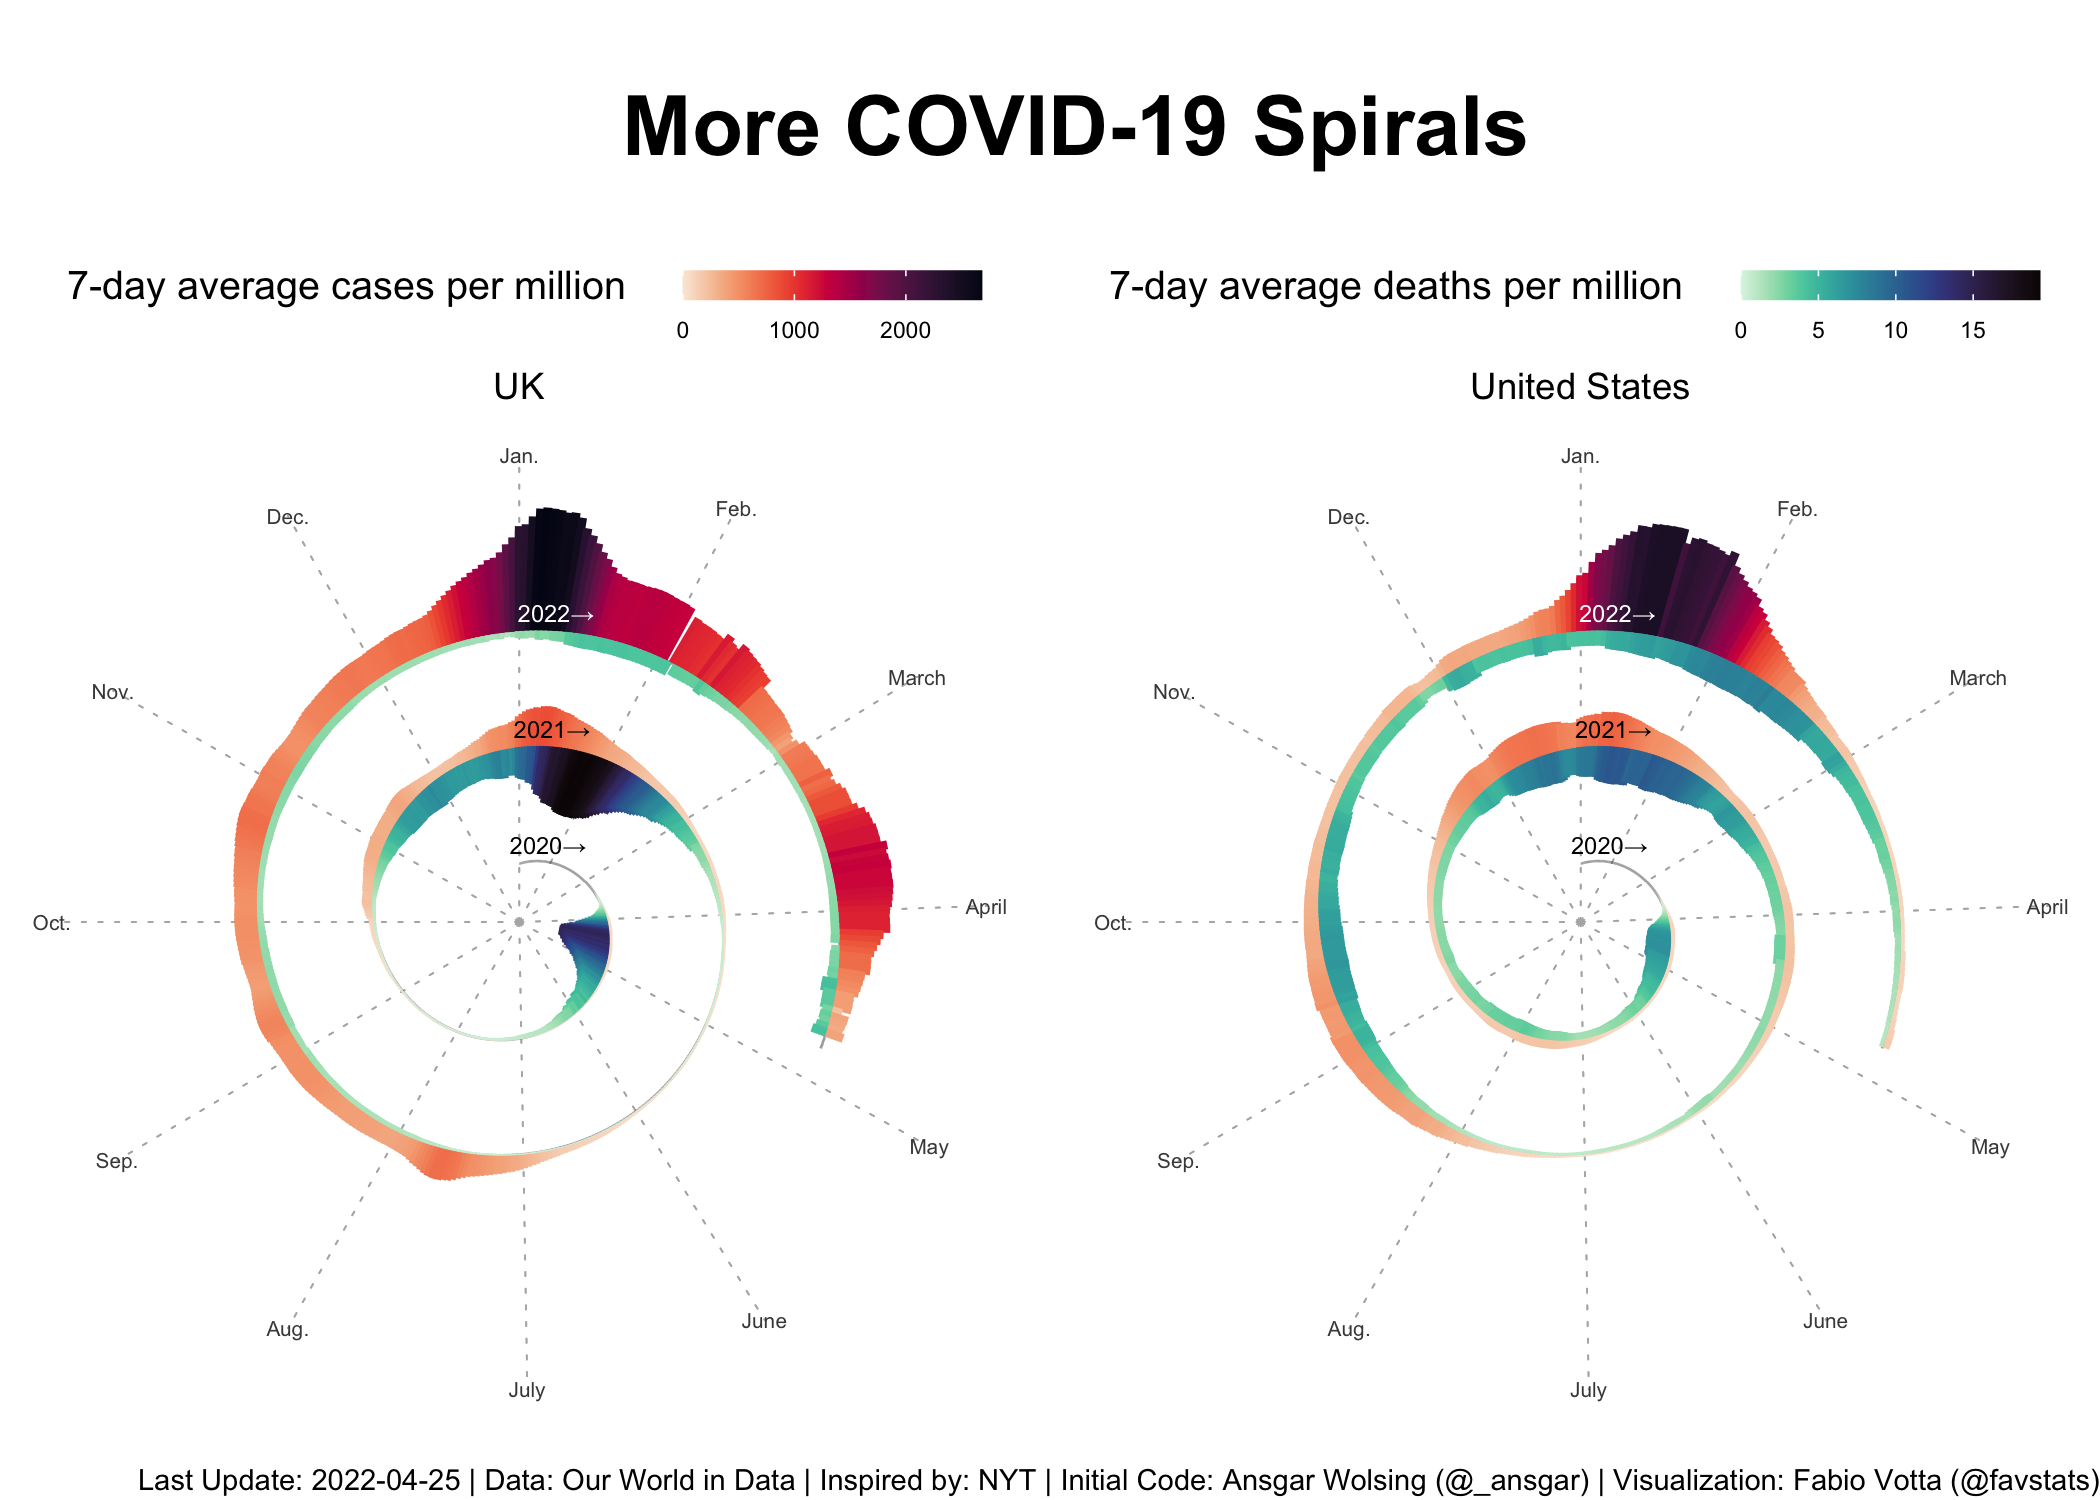 More COVID-19 Spirals
7-day average cases per million
0 1000 2000
7-day average deaths per million
0 5 10 15
UK
Jan.
Feb.
March
April
May
June
July
Aug.
Sep.
Oct.
Nov.
Dec.
2022→
2021→
2020→
United States
Jan.
Feb.
March
April
May
June
July
Aug.
Sep.
Oct.
Nov.
Dec.
2022→
2021→
2020→
Last Update: 2022-04-25 | Data: Our World in Data | Inspired by: NYT | Initial Code: Ansgar Wolsing (@_ansgar) | Visualization: Fabio Votta (@favstats)